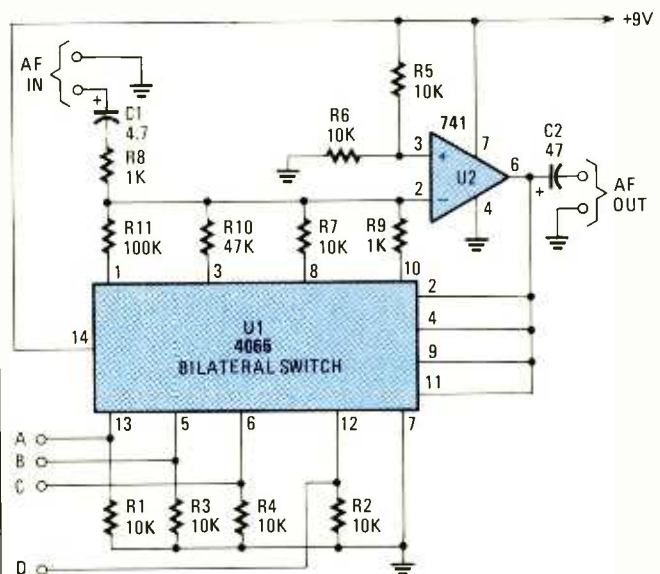 +9V
AF
IN
+
C1
4.7
R8
1K
R5
10K
R6
10K
741
3
+
7
U2
6
2
−
4
C2
47
+
AF
OUT
R11
100K
R10
47K
R7
10K
R9
1K
1
3
8
10
14
U1
4066
BILATERAL SWITCH
2
4
9
11
13
5
6
12
7
A
B
C
D
R1
10K
R3
10K
R4
10K
R2
10K